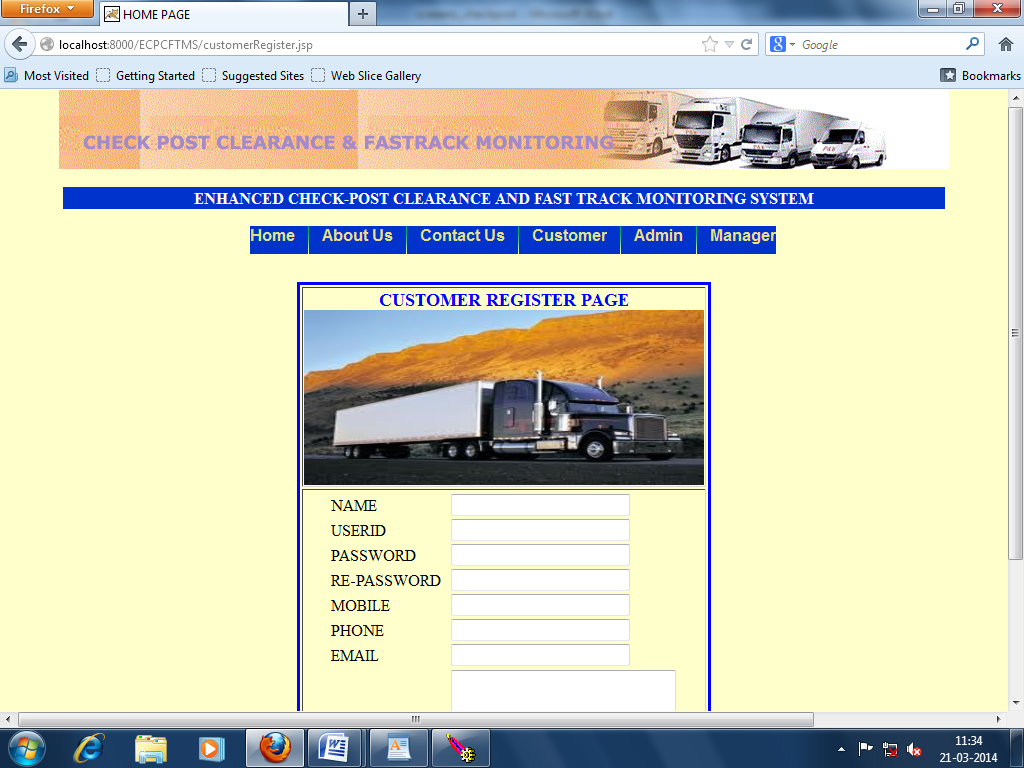 Firefox
HOME PAGE
localhost:8000/ECPCFTMS/customerRegister.jsp
Google
Most Visited Getting Started Suggested Sites Web Slice Gallery Bookmarks
CHECK POST CLEARANCE & FASTRACK MONITORING
ENHANCED CHECK-POST CLEARANCE AND FAST TRACK MONITORING SYSTEM
Home About Us Contact Us Customer Admin Manager
CUSTOMER REGISTER PAGE
NAME
USERID
PASSWORD
RE-PASSWORD
MOBILE
PHONE
EMAIL
11:34
21-03-2014